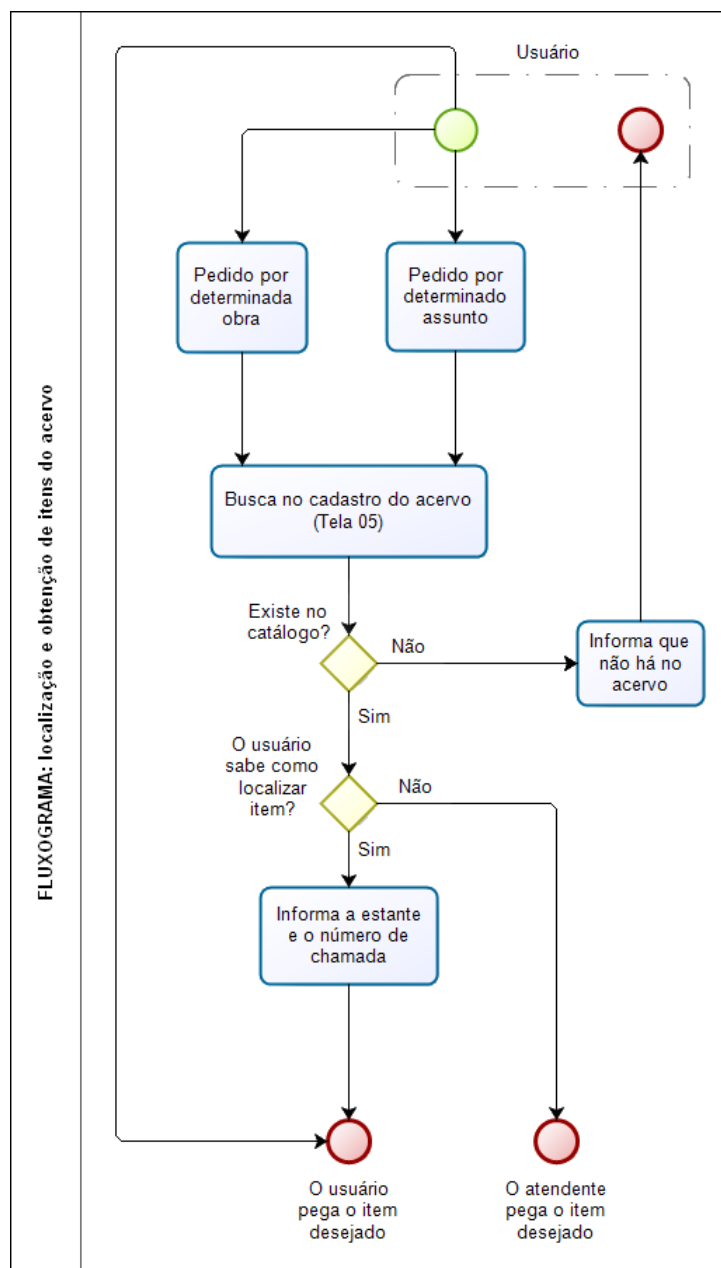 FLUXOGRAMA: localização e obtenção de itens do acervo
Usuário
Pedido por
determinada
obra
Pedido por
determinado
assunto
Busca no cadastro do acervo
(Tela 05)
Existe no
catálogo?
Não
Informa que
não há no
acervo
Sim
O usuário
sabe como
localizar
item?
Não
Sim
Informa a estante
e o número de
chamada
O usuário
pega o item
desejado
O atendente
pega o item
desejado